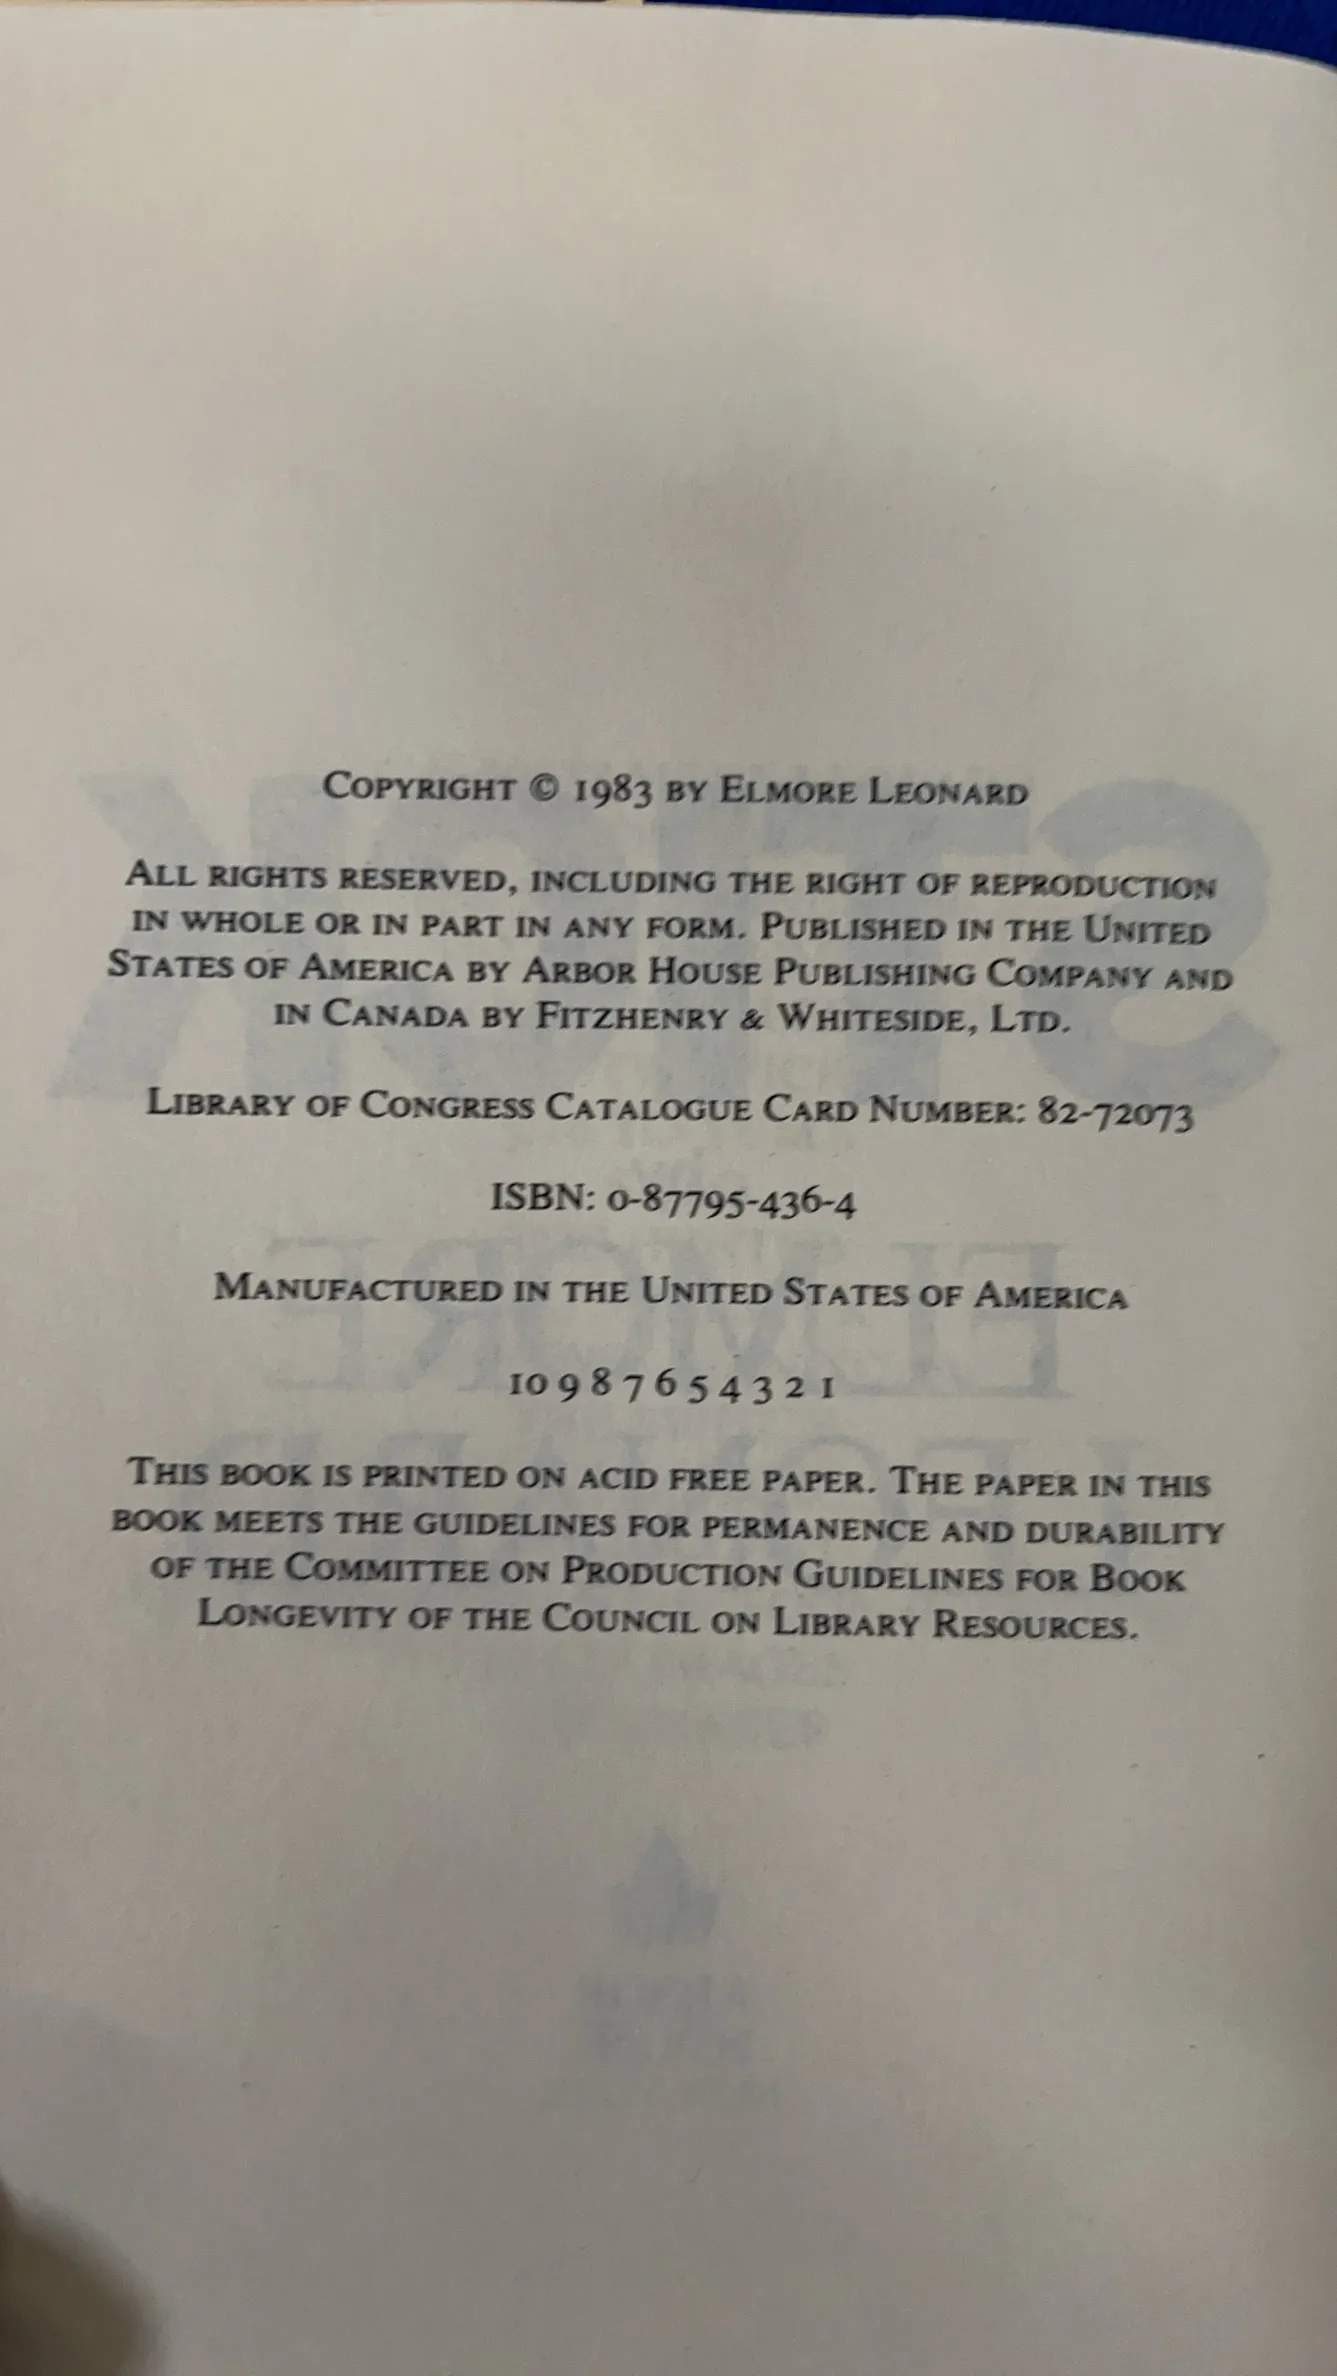 COPYRIGHT © 1983 BY ELMORE LEONARD
ALL RIGHTS RESERVED, INCLUDING THE RIGHT OF REPRODUCTION
IN WHOLE OR IN PART IN ANY FORM. PUBLISHED IN THE UNITED
STATES OF AMERICA BY ARBOR HOUSE PUBLISHING COMPANY AND
IN CANADA BY FITZHENRY & WHITESIDE, LTD.
LIBRARY OF CONGRESS CATALOGUE CARD NUMBER: 82-72073
ISBN: 0-87795-436-4
MANUFACTURED IN THE UNITED STATES OF AMERICA
10 9 8 7 6 5 4 3 2 1
THIS BOOK IS PRINTED ON ACID FREE PAPER. THE PAPER IN THIS
BOOK MEETS THE GUIDELINES FOR PERMANENCE AND DURABILITY
OF THE COMMITTEE ON PRODUCTION GUIDELINES FOR BOOK
LONGEVITY OF THE COUNCIL ON LIBRARY RESOURCES.